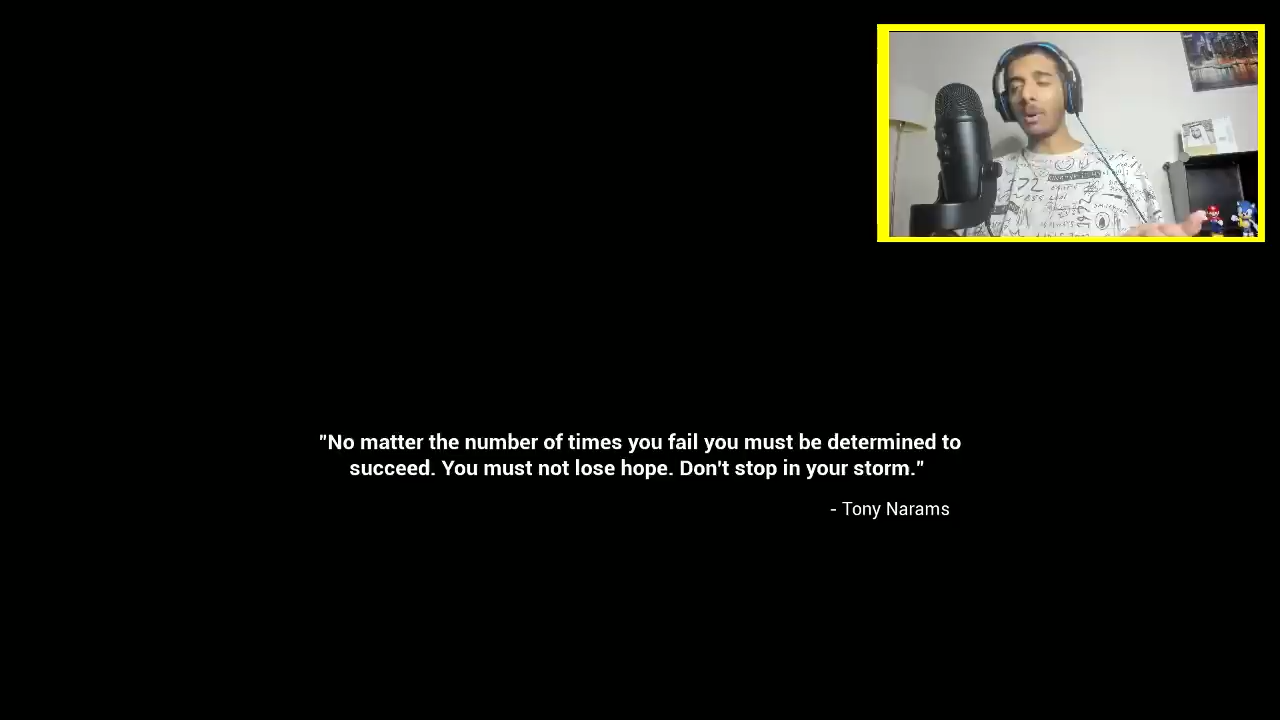 "No matter the number of times you fail you must be determined to
succeed. You must not lose hope. Don't stop in your storm."
- Tony Narams